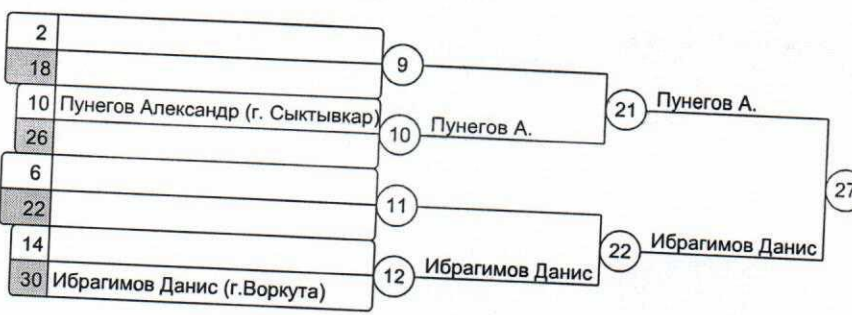 2
18
9
10 Пунегов Александр (г. Сыктывкар)
26
10
Пунегов А.
21
Пунегов А.
6
22
11
14
30 Ибрагимов Данис (г.Воркута)
12
Ибрагимов Данис
22
Ибрагимов Данис
27